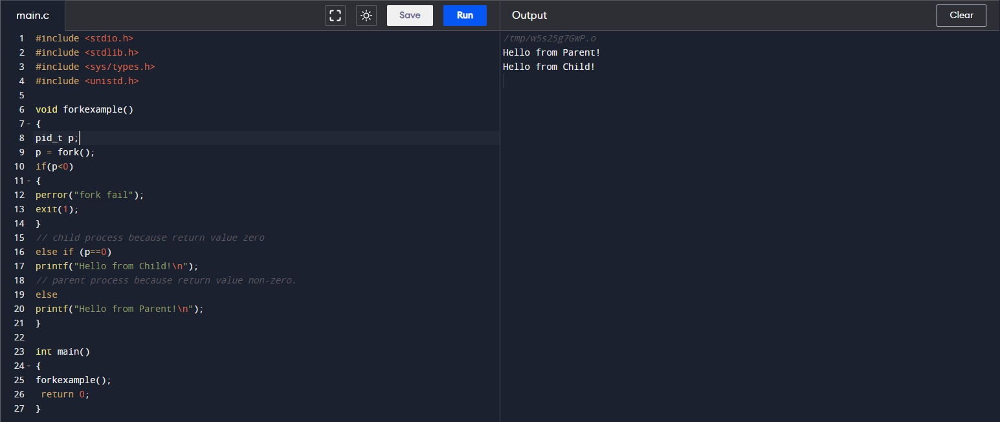 main.c Save Run Output Clear
1 #include <stdio.h>
2 #include <stdlib.h>
3 #include <sys/types.h>
4 #include <unistd.h>
5
6 void forkexample()
7 {
8 pid_t p;
9 p = fork();
10 if(p<0)
11 {
12 perror("fork fail");
13 exit(1);
14 }
15 // child process because return value zero
16 else if (p==0)
17 printf("Hello from Child!\n");
18 // parent process because return value non-zero.
19 else
20 printf("Hello from Parent!\n");
21 }
22
23 int main()
24 {
25 forkexample();
26  return 0;
27 }
/tmp/w5s25g7GwP.o
Hello from Parent!
Hello from Child!